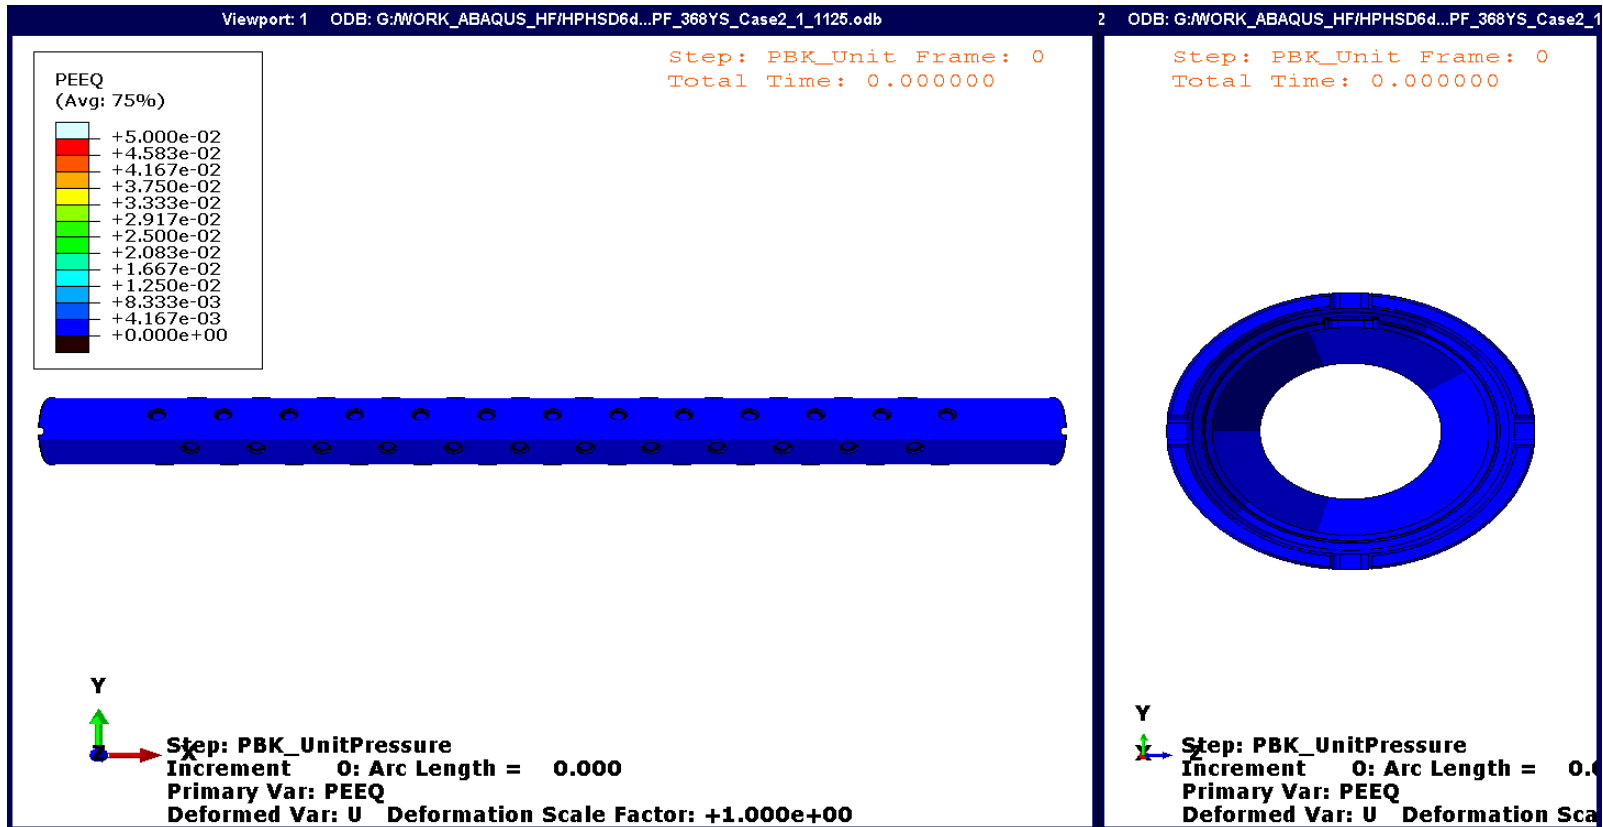 Viewport: 1 ODB: G:/WORK_ABAQUS_HF/HPHSD6d...PF_368YS_Case2_1_1125.odb
2 ODB: G:/WORK_ABAQUS_HF/HPHSD6d...PF_368YS_Case2_1
Step: PBK_Unit Frame: 0
Total Time: 0.000000
PEEQ
(Avg: 75%)
+5.000e-02
+4.583e-02
+4.167e-02
+3.750e-02
+3.333e-02
+2.917e-02
+2.500e-02
+2.083e-02
+1.667e-02
+1.250e-02
+8.333e-03
+4.167e-03
+0.000e+00
Y
X
Z
Step: PBK_UnitPressure
Increment 0: Arc Length = 0.000
Primary Var: PEEQ
Deformed Var: U Deformation Scale Factor: +1.000e+00
Step: PBK_Unit Frame: 0
Total Time: 0.000000
Y
X
Z
Step: PBK_UnitPressure
Increment 0: Arc Length = 0.0
Primary Var: PEEQ
Deformed Var: U Deformation Sca